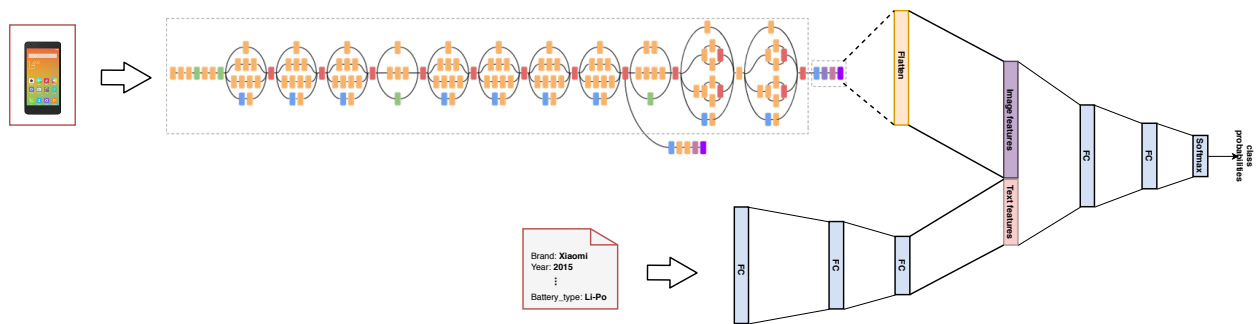 Flatten
Image features
Text features
FC
FC
Softmax
class
probabilities
Brand: Xiaomi
Year: 2015
⋮
Battery_type: Li-Po
FC
FC
FC